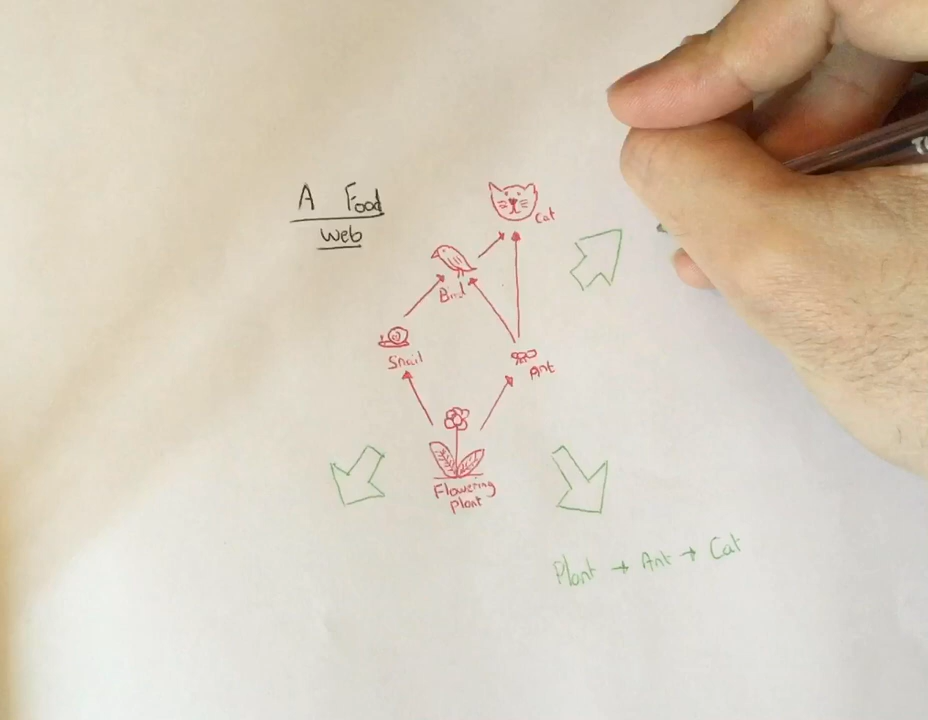 A Food
Web
Cat
Bird
Snail
Ant
Flowering
Plant
Plant → Ant → Cat